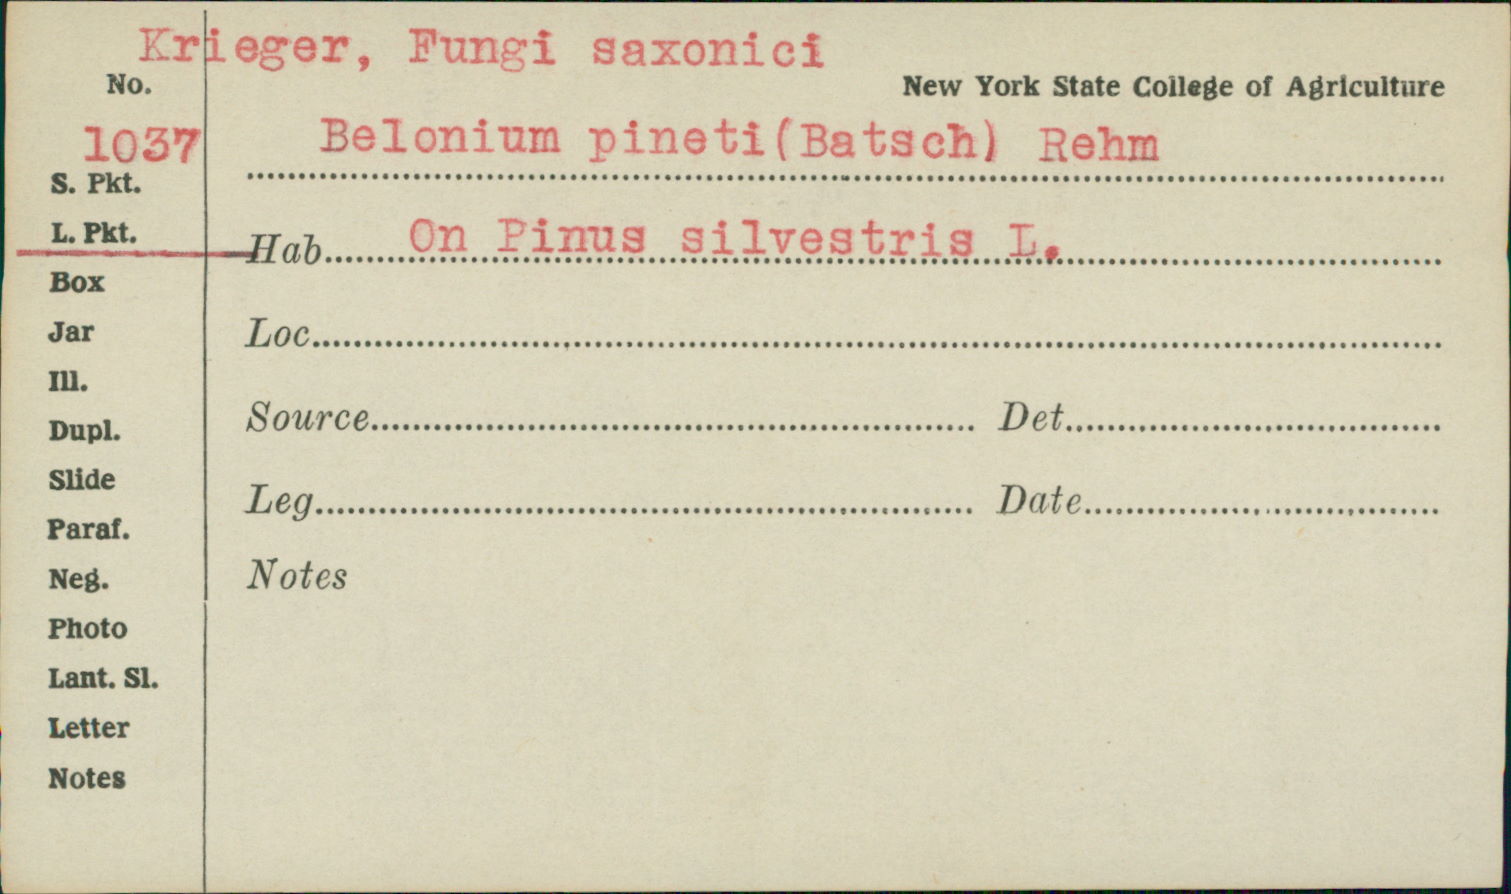 Krieger, Fungi saxonici
No.
New York State College of Agriculture
1037
Belonium pineti(Batsch) Rehm
S. Pkt.
L. Pkt.
Hab. On Pinus silvestris L.
Box
Jar
Loc.
Ill.
Source Det.
Dupl.
Slide
Leg. Date
Paraf.
Neg.
Notes
Photo
Lant. Sl.
Letter
Notes